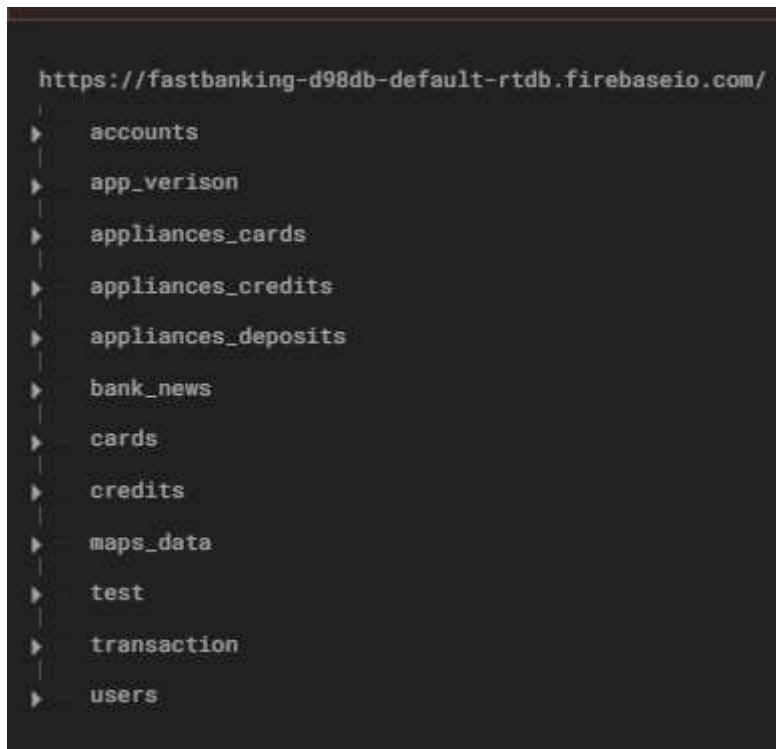 https://fastbanking-d98db-default-rtdb.firebaseio.com/
accounts
app_verison
appliances_cards
appliances_credits
appliances_deposits
bank_news
cards
credits
maps_data
test
transaction
users